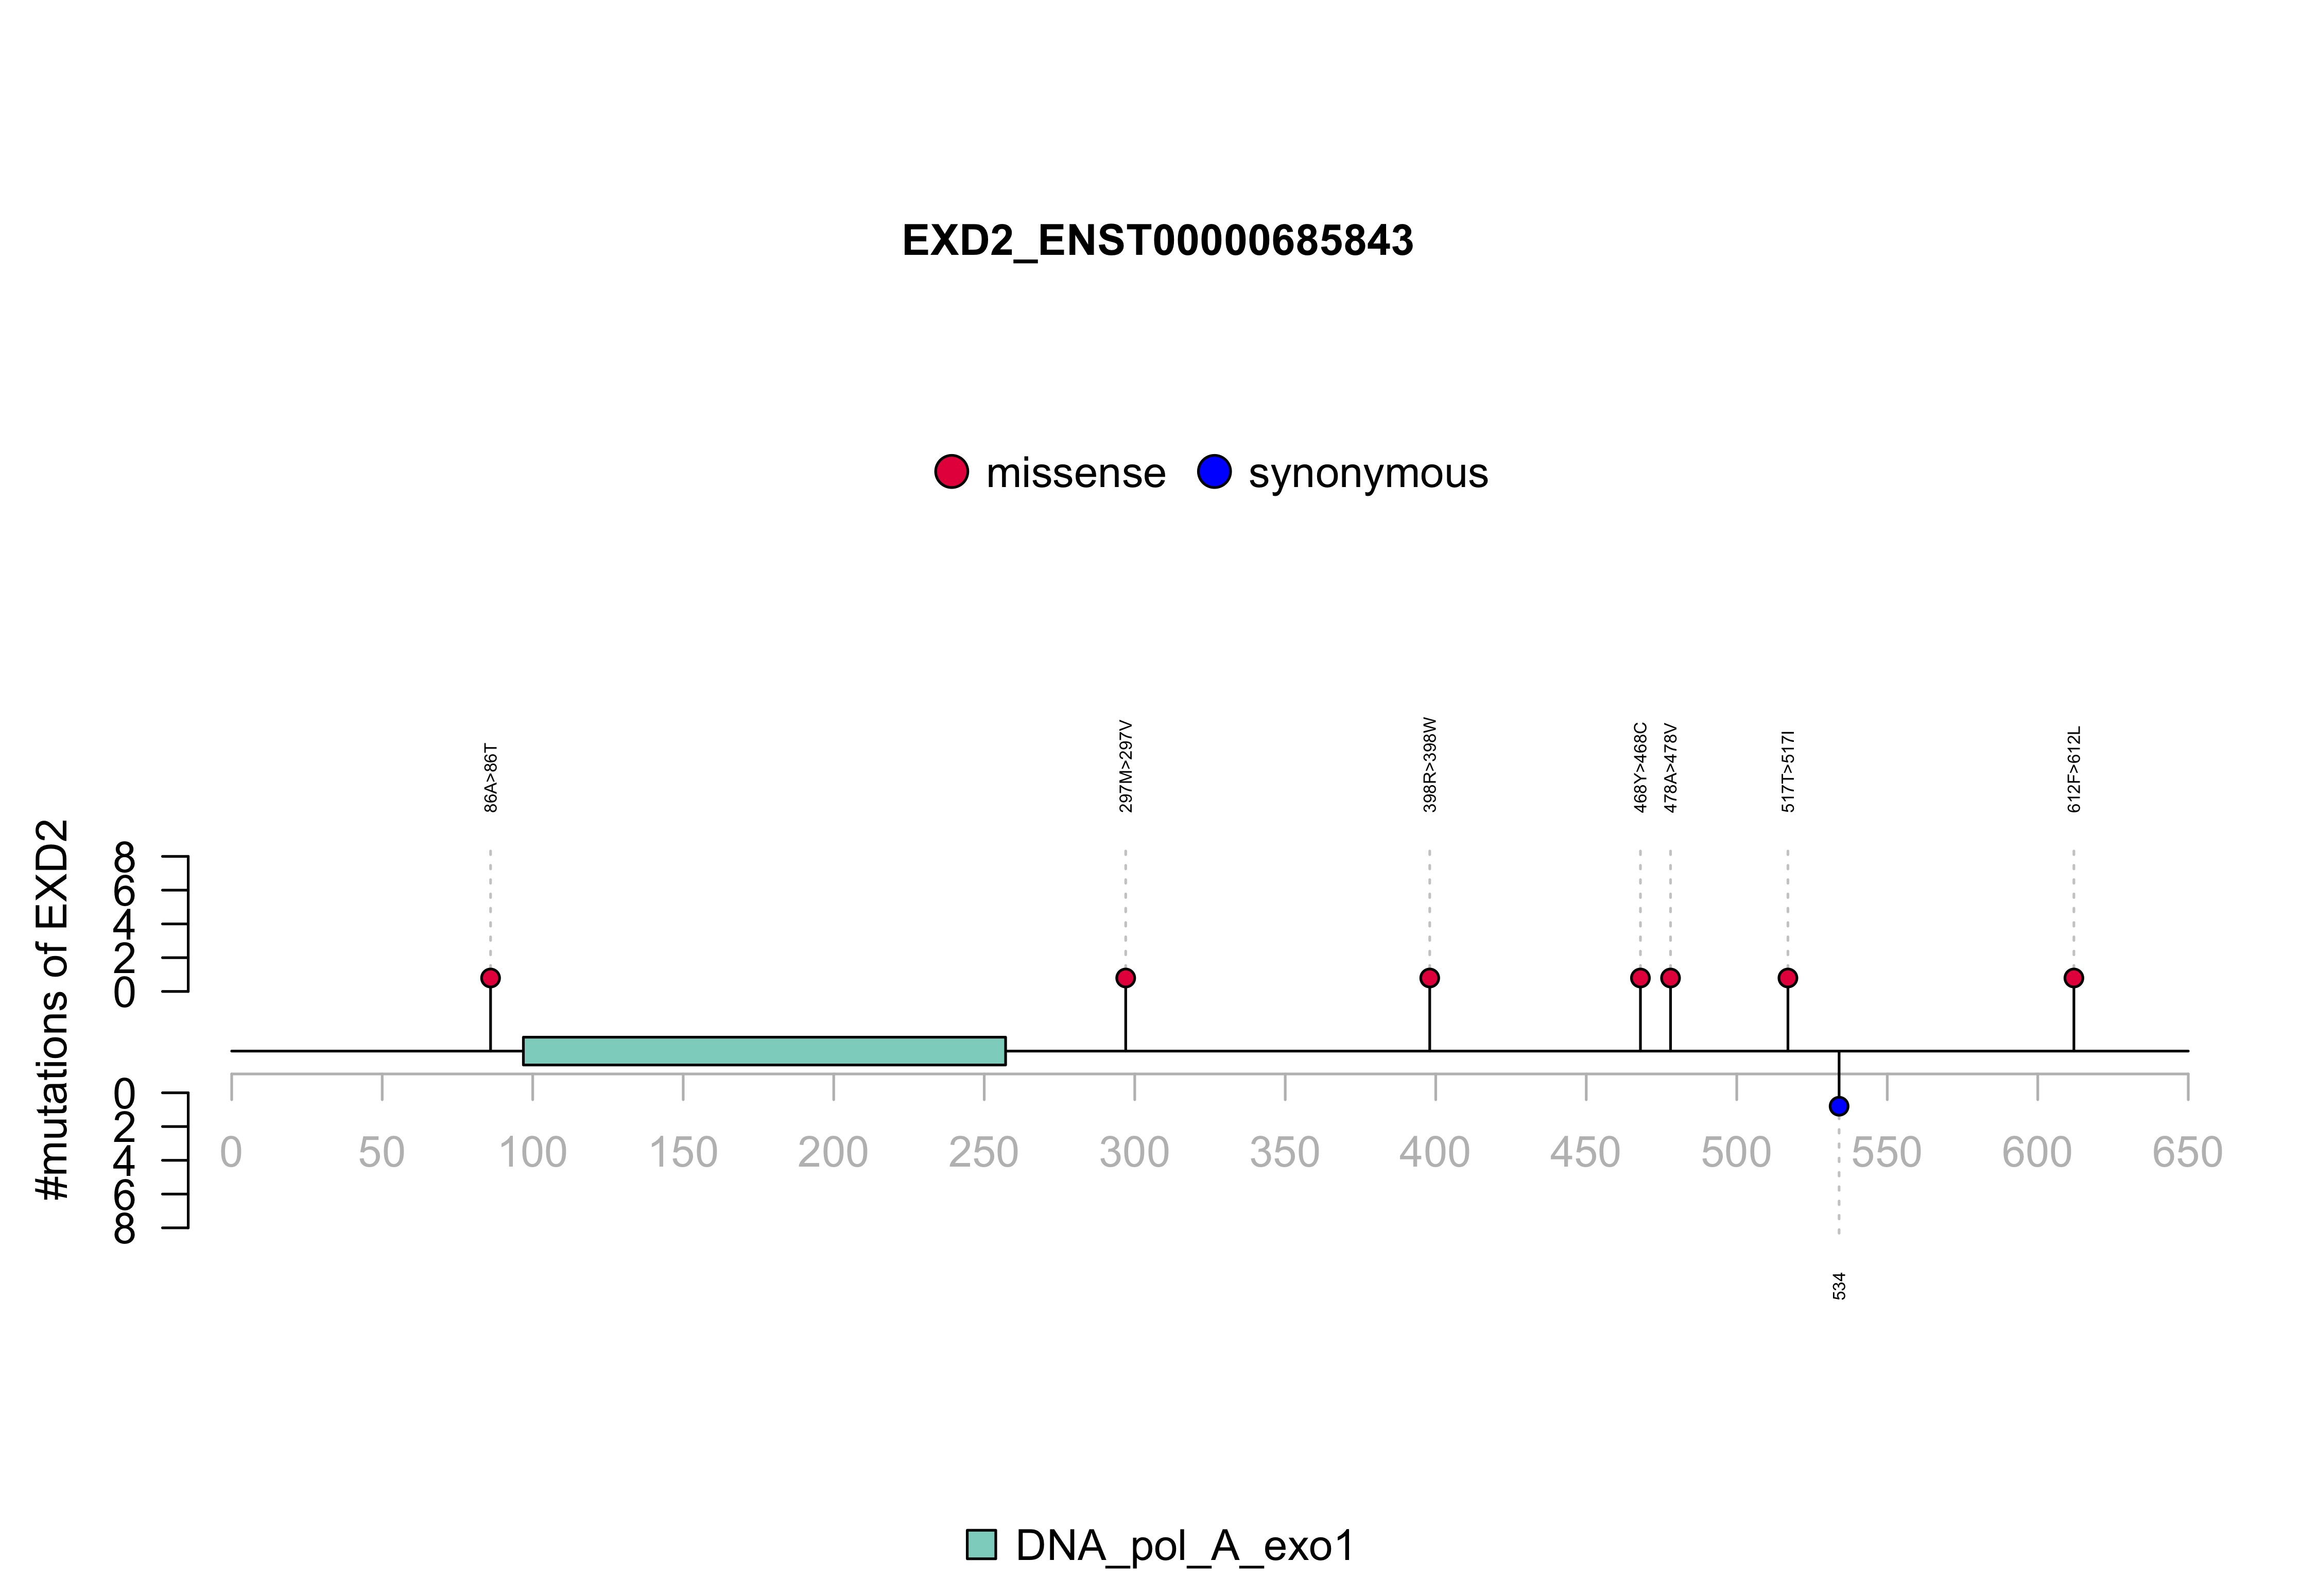 EXD2_ENST00000685843
missense synonymous
86A>86T
297M>297V
398R>398W
468Y>468C
478A>478V
517T>517I
612F>612L
#mutations of EXD2
8
6
4
2
0
0
2
4
6
8
0 50 100 150 200 250 300 350 400 450 500 550 600 650
534
DNA_pol_A_exo1